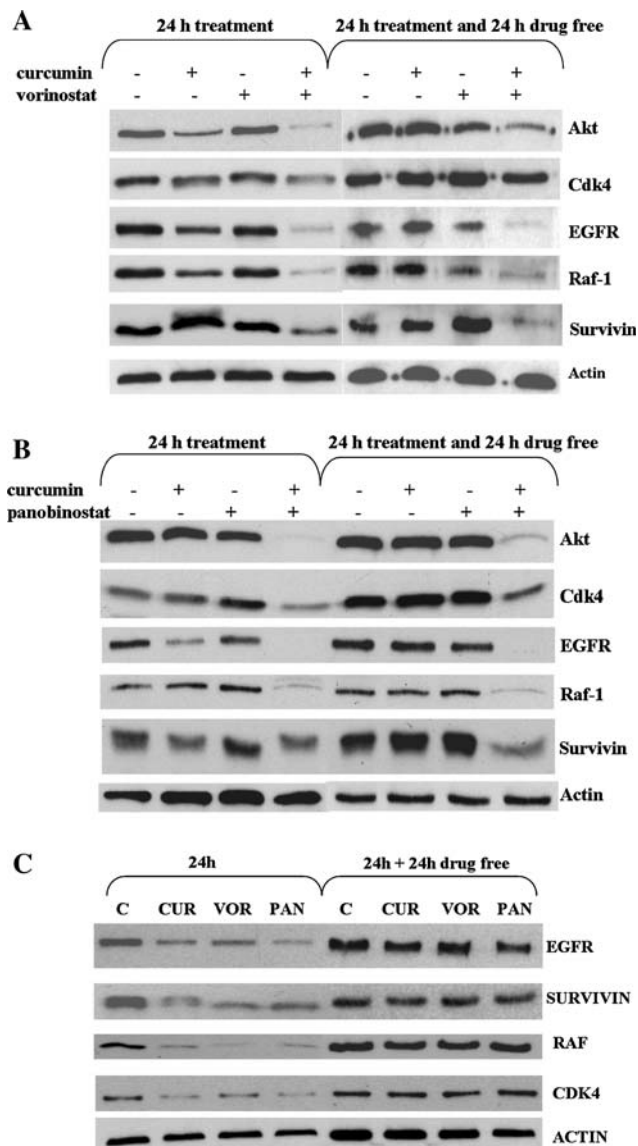 A
24 h treatment 24 h treatment and 24 h drug free
curcumin - + - + - + - +
vorinostat - - + + - - + +
Akt
Cdk4
EGFR
Raf-1
Survivin
Actin
B
24 h treatment 24 h treatment and 24 h drug free
curcumin - + - + - + - +
panobinostat - - + + - - + +
Akt
Cdk4
EGFR
Raf-1
Survivin
Actin
C
24h 24h + 24h drug free
C CUR VOR PAN C CUR VOR PAN
EGFR
SURVIVIN
RAF
CDK4
ACTIN